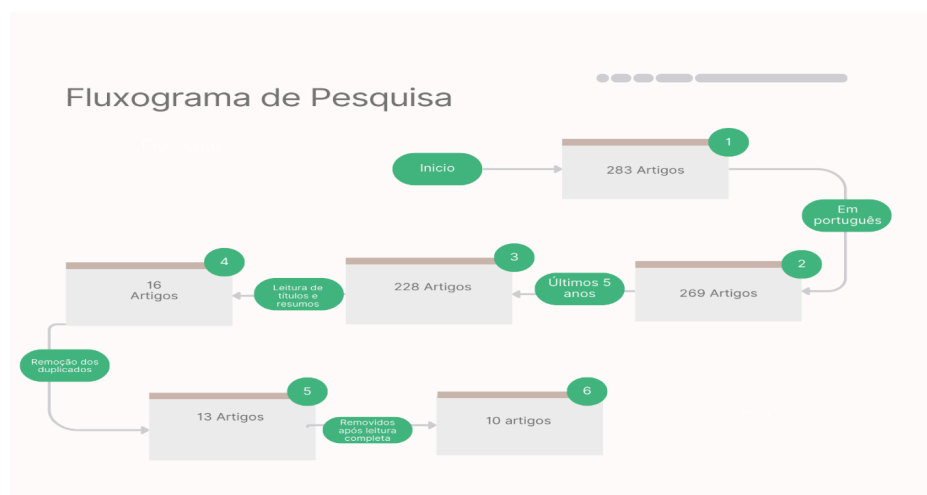 Fluxograma de Pesquisa
Inicio
1
283 Artigos
Em
português
2
269 Artigos
Últimos 5
anos
3
228 Artigos
Leitura de
títulos e
resumos
4
16
Artigos
Remoção dos
duplicados
5
13 Artigos
Removidos
após leitura
completa
6
10 artigos